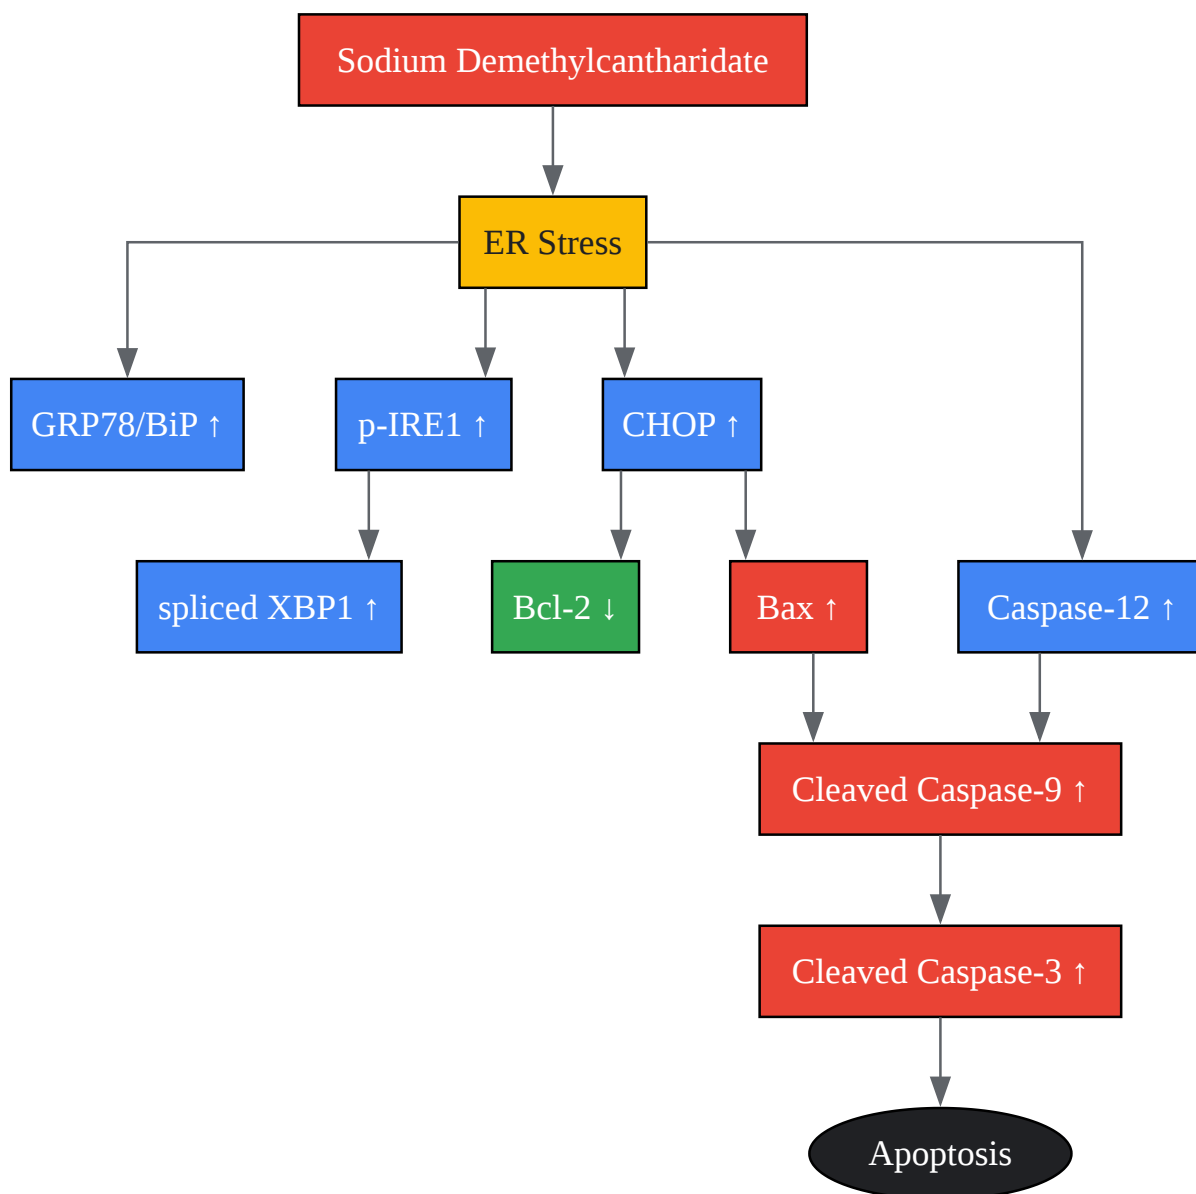 Sodium Demethylcantharidate
ER Stress
GRP78/BiP ↑
p-IRE1 ↑
CHOP ↑
spliced XBP1 ↑
Bcl-2 ↓
Bax ↑
Caspase-12 ↑
Cleaved Caspase-9 ↑
Cleaved Caspase-3 ↑
Apoptosis